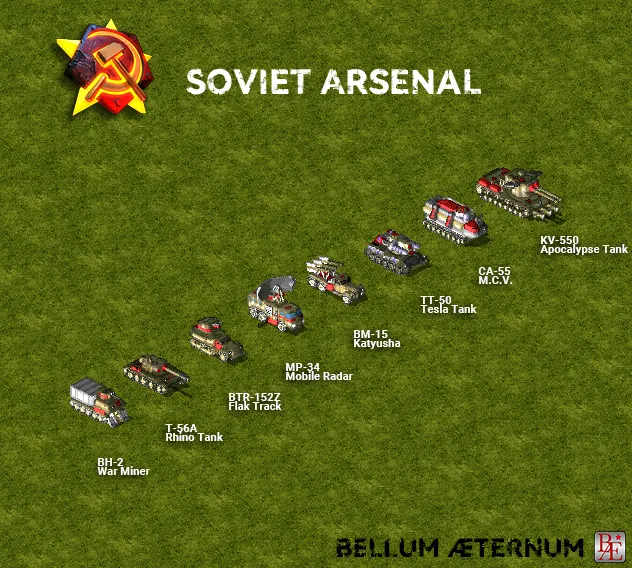 SOVIET ARSENAL
KV-550
Apocalypse Tank
CA-55
M.C.V.
TT-50
Tesla Tank
BM-15
Katyusha
MP-34
Mobile Radar
BTR-152Z
Flak Track
T-56A
Rhino Tank
BH-2
War Miner
BELLUM ÆTERNUM
BÆ